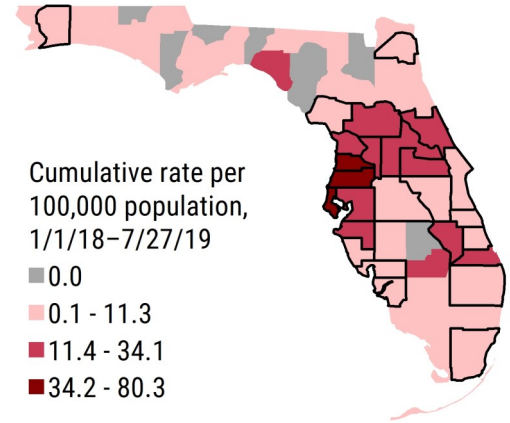 Cumulative rate per
100,000 population,
1/1/18–7/27/19
0.0
0.1 - 11.3
11.4 - 34.1
34.2 - 80.3